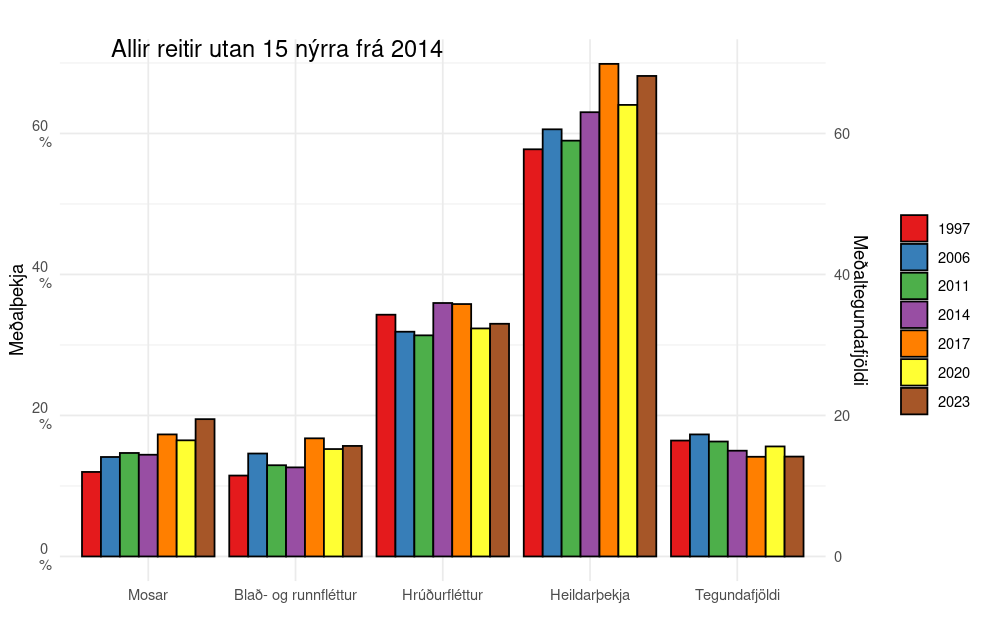 Allir reitir utan 15 nýrra frá 2014
Meðalþekja
60
%
40
%
20
%
0
%
60
40
20
0
Meðaltegundafjöldi
Mosar
Blað- og runnfléttur
Hrúðurfléttur
Heildarþekja
Tegundafjöldi
1997
2006
2011
2014
2017
2020
2023